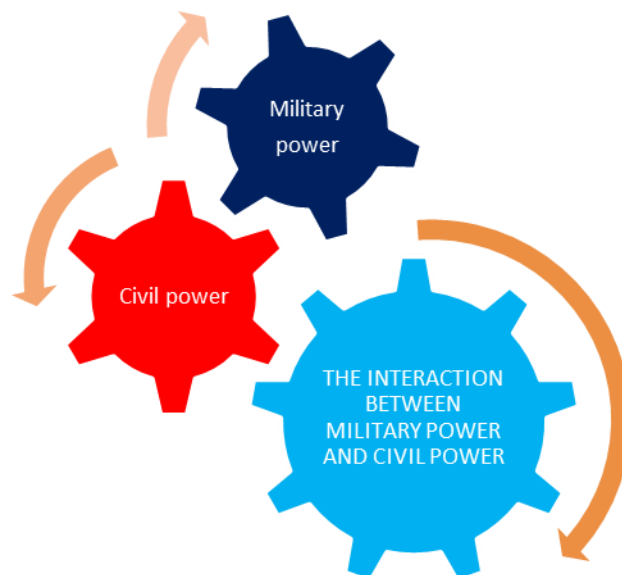 Military
power
Civil power
THE INTERACTION
BETWEEN
MILITARY POWER
AND CIVIL POWER